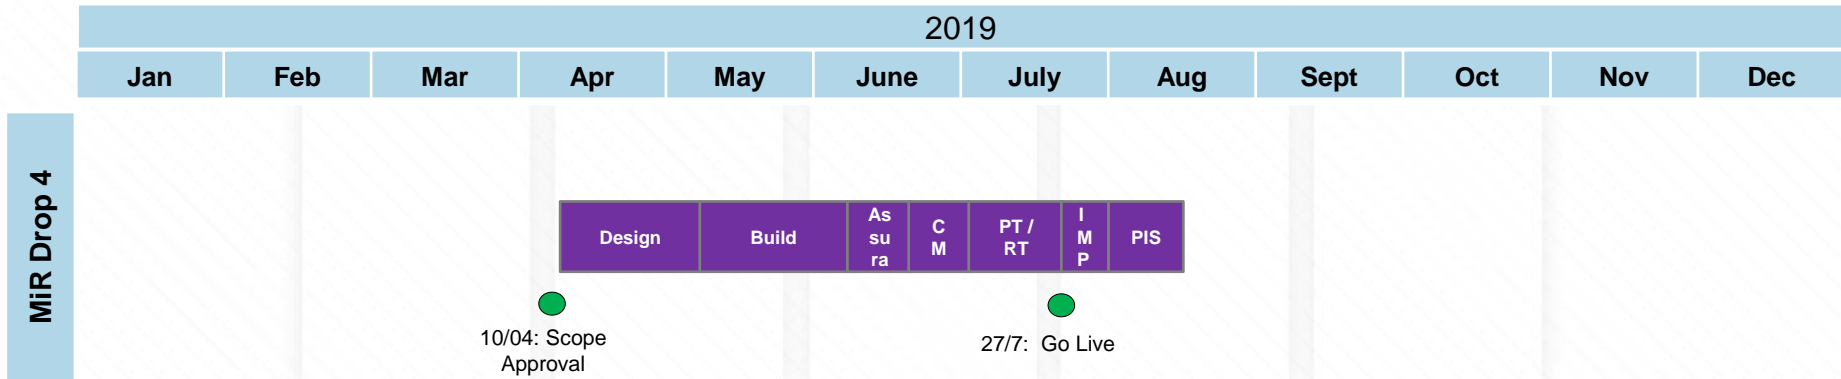 2019
Jan Feb Mar Apr May June July Aug Sept Oct Nov Dec
MiR Drop 4
Design
Build
As
su
ra
C
M
PT /
RT
I
M
P
PIS
10/04: Scope
Approval
27/7: Go Live